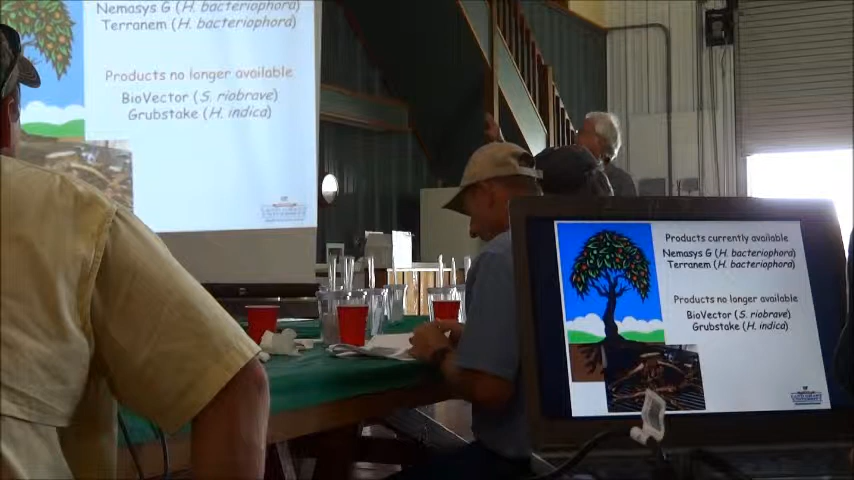 Nemasys G (H. bacteriophora)
Terranem (H. bacteriophora)
Products no longer available
BioVector (S. riobrave)
GrubStake (H. indica)
Products currently available
Nemasys G (H. bacteriophora)
Terranem (H. bacteriophora)
Products no longer available
BioVector (S. riobrave)
GrubStake (H. indica)